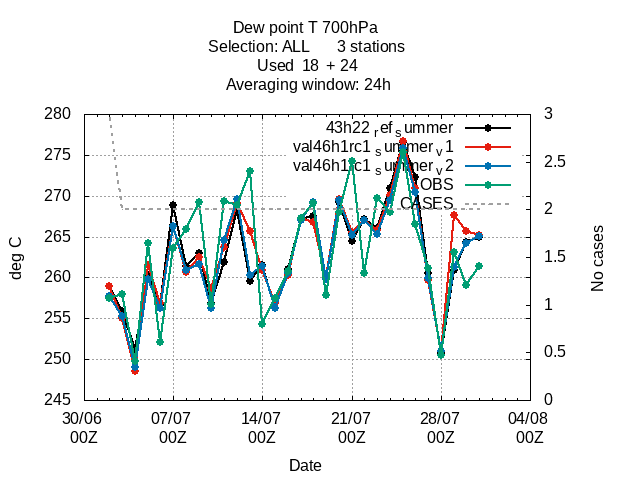 Dew point T 700hPa
Selection: ALL 3 stations
Used 18 + 24
Averaging window: 24h
280 3
43h22_ref_summer
val46h1rc1_summer_v1
275 2.5
val46h1rc1_summer_v2
OBS
270 CASES 2
265 1.5
260 1
255 0.5
250
245 0
deg C
No cases
30/06 07/07 14/07 21/07 28/07 04/08
00Z 00Z 00Z 00Z 00Z 00Z
Date